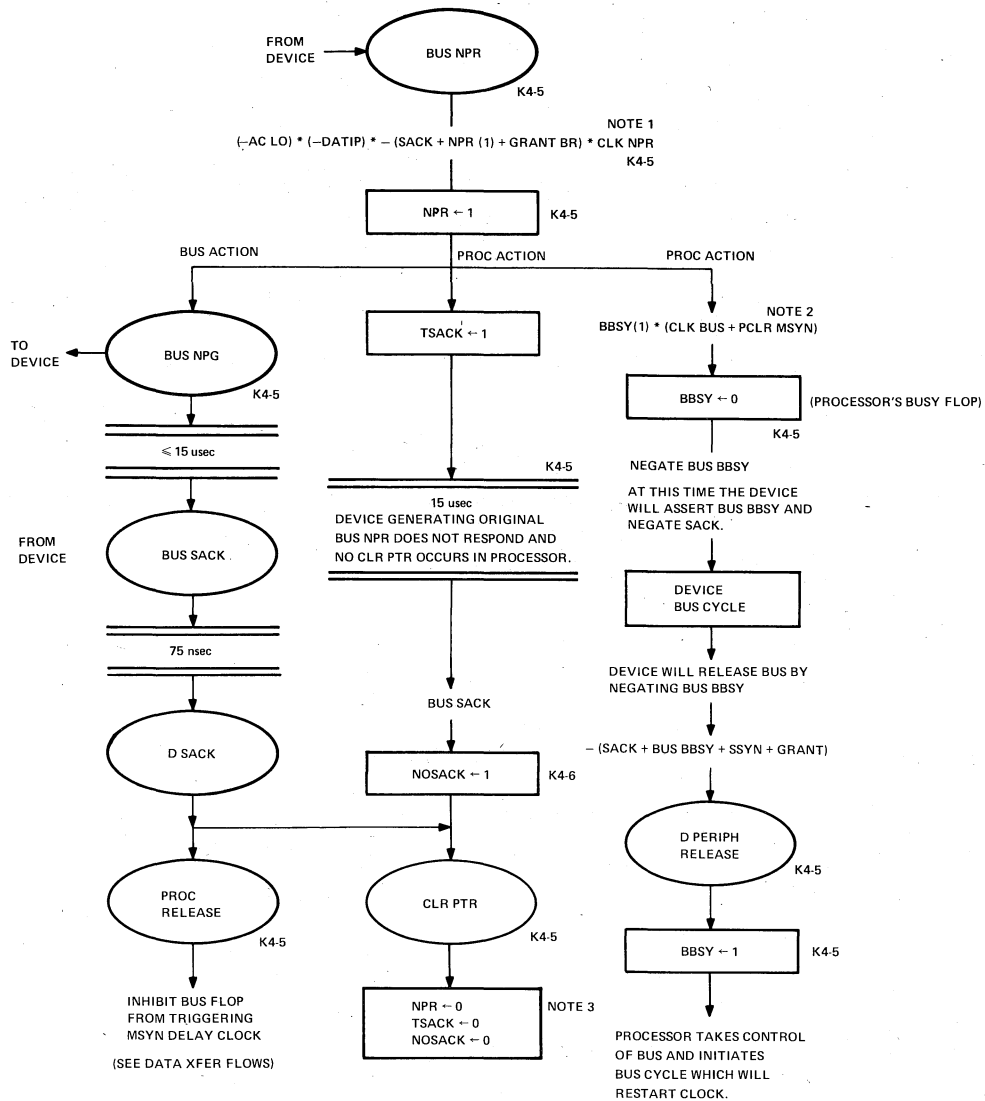 FROM
DEVICE
BUS NPR
K4-5
NOTE 1
(–AC LO) * (–DATIP) * – (SACK + NPR (1) + GRANT BR) * CLK NPR
K4-5
NPR ← 1
K4-5
BUS ACTION
PROC ACTION
PROC ACTION
TO
DEVICE
BUS NPG
K4-5
≤ 15 usec
FROM
DEVICE
BUS SACK
75 nsec
D SACK
PROC
RELEASE
K4-5
INHIBIT BUS FLOP
FROM TRIGGERING
MSYN DELAY CLOCK
(SEE DATA XFER FLOWS)
TSACK ← 1
K4-5
15 usec
DEVICE GENERATING ORIGINAL
BUS NPR DOES NOT RESPOND AND
NO CLR PTR OCCURS IN PROCESSOR.
BUS SACK
NOSACK ← 1
K4-6
CLR PTR
K4-5
NPR ← 0
TSACK ← 0
NOSACK ← 0
NOTE 3
NOTE 2
BBSY(1) * (CLK BUS + PCLR MSYN)
BBSY ← 0
(PROCESSOR'S BUSY FLOP)
K4-5
NEGATE BUS BBSY
AT THIS TIME THE DEVICE
WILL ASSERT BUS BBSY AND
NEGATE SACK.
DEVICE
BUS CYCLE
DEVICE WILL RELEASE BUS BY
NEGATING BUS BBSY
– (SACK + BUS BBSY + SSYN + GRANT)
D PERIPH
RELEASE
K4-5
BBSY ← 1
K4-5
PROCESSOR TAKES CONTROL
OF BUS AND INITIATES
BUS CYCLE WHICH WILL
RESTART CLOCK.